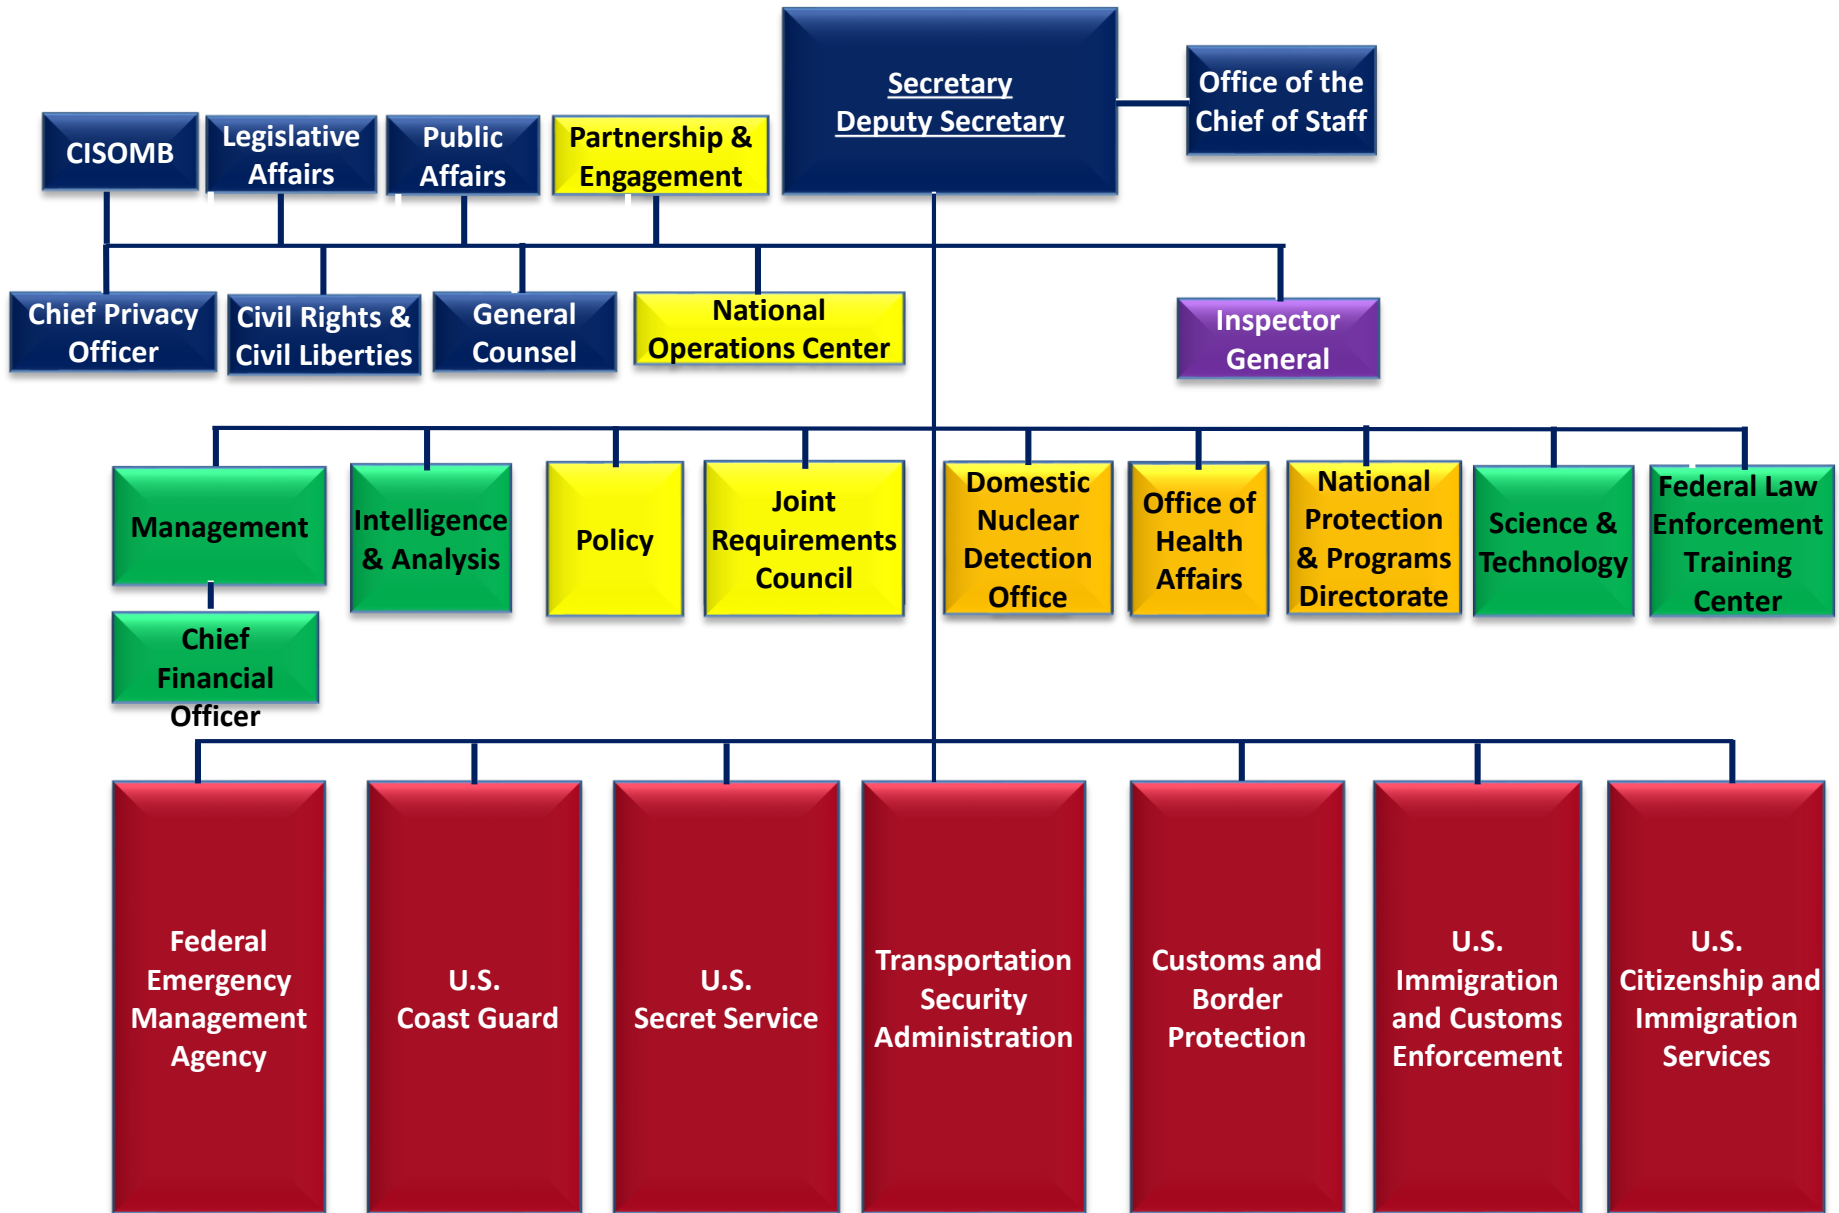 Secretary
Deputy Secretary
Office of the
Chief of Staff
CISOMB
Legislative
Affairs
Public
Affairs
Partnership &
Engagement
Chief Privacy
Officer
Civil Rights &
Civil Liberties
General
Counsel
National
Operations Center
Inspector
General
Management
Intelligence
& Analysis
Policy
Joint
Requirements
Council
Domestic
Nuclear
Detection
Office
Office of
Health
Affairs
National
Protection
& Programs
Directorate
Science &
Technology
Federal Law
Enforcement
Training
Center
Chief
Financial
Officer
Federal
Emergency
Management
Agency
U.S.
Coast Guard
U.S.
Secret Service
Transportation
Security
Administration
Customs and
Border
Protection
U.S.
Immigration
and Customs
Enforcement
U.S.
Citizenship and
Immigration
Services